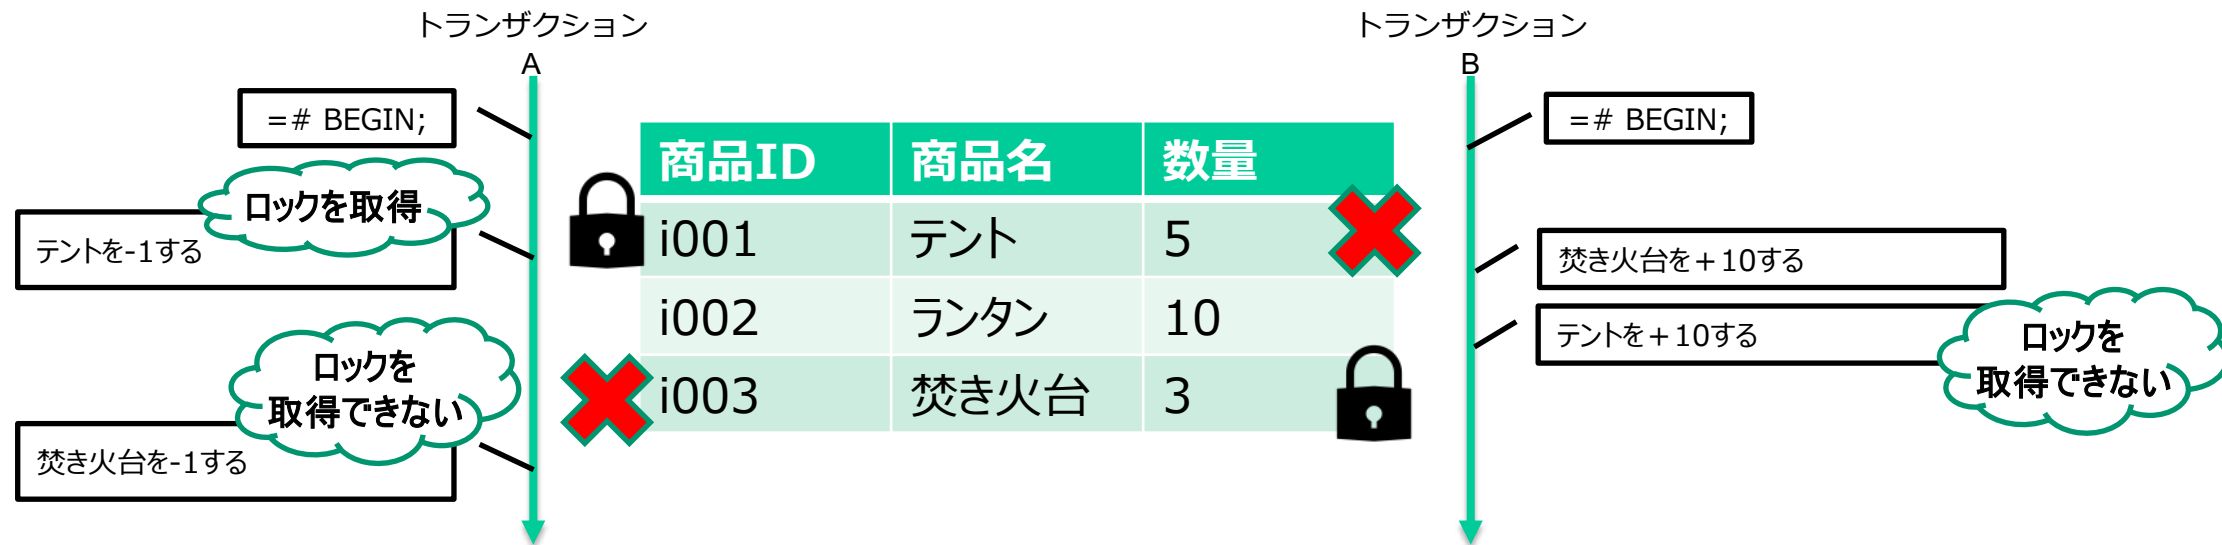 トランザクション
A
=# BEGIN;
ロックを取得
テントを-1する
ロックを
取得できない
焚き火台を-1する
商品ID 商品名 数量
i001 テント 5
i002 ランタン 10
i003 焚き火台 3
トランザクション
B
=# BEGIN;
焚き火台を+10する
テントを+10する
ロックを
取得できない